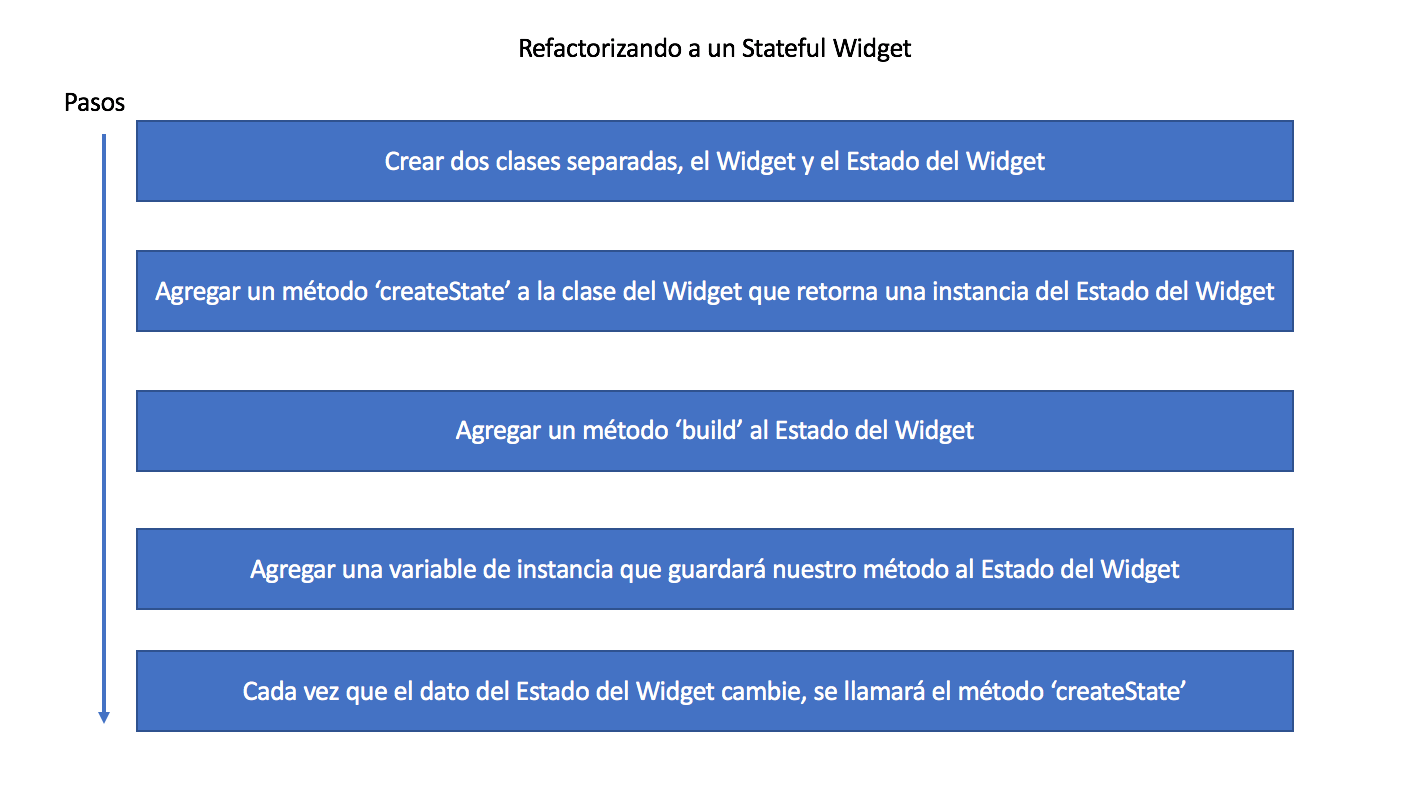 Refactorizando a un Stateful Widget
Pasos
Crear dos clases separadas, el Widget y el Estado del Widget
Agregar un método ‘createState’ a la clase del Widget que retorna una instancia del Estado del Widget
Agregar un método ‘build’ al Estado del Widget
Agregar una variable de instancia que guardará nuestro método al Estado del Widget
Cada vez que el dato del Estado del Widget cambie, se llamará el método ‘createState’